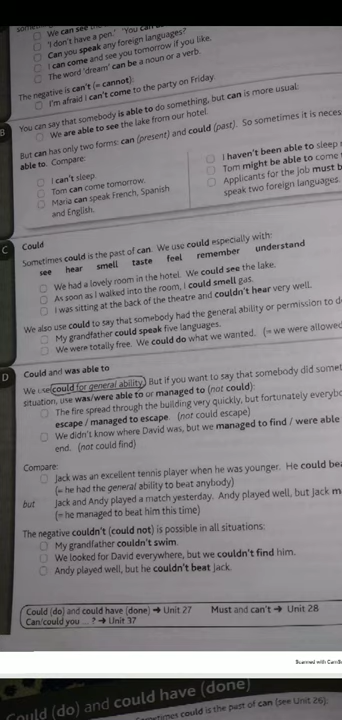 We can see
'I don't have a pen.' 'You can
Can you speak any foreign languages?
I can come and see you tomorrow if you like.
The word 'dream' can be a noun or a verb.
The negative is can't (= cannot):
I'm afraid I can't come to the party on Friday.
B
You can say that somebody is able to do something, but can is more usual:
We are able to see the lake from our hotel.
But can has only two forms: can (present) and could (past). So sometimes it is neces
able to. Compare:
I can't sleep.
Tom can come tomorrow.
Maria can speak French, Spanish
and English.
I haven't been able to sleep
Tom might be able to come
Applicants for the job must b
speak two foreign languages.
C
Could
Sometimes could is the past of can. We use could especially with:
see hear smell taste feel remember understand
We had a lovely room in the hotel. We could see the lake.
As soon as I walked into the room, I could smell gas.
I was sitting at the back of the theatre and couldn't hear very well.
We also use could to say that somebody had the general ability or permission to d
My grandfather could speak five languages.
We were totally free. We could do what we wanted. (= we were allowed
D
Could and was able to
We use could for general ability. But if you want to say that somebody did somet
situation, use was/were able to or managed to (not could):
The fire spread through the building very quickly, but fortunately everybo
escape / managed to escape. (not could escape)
We didn't know where David was, but we managed to find / were able
end. (not could find)
Compare:
Jack was an excellent tennis player when he was younger. He could bea
(= he had the general ability to beat anybody)
but Jack and Andy played a match yesterday. Andy played well, but Jack m
(= he managed to beat him this time)
The negative couldn't (could not) is possible in all situations:
My grandfather couldn't swim.
We looked for David everywhere, but we couldn't find him.
Andy played well, but he couldn't beat Jack.
Could (do) and could have (done) ➜ Unit 27 Must and can't ➜ Unit 28
Can/could you ... ? ➜ Unit 37
Scanned with CamS
Could (do) and could have (done)
Sometimes could is the past of can (see Unit 26):